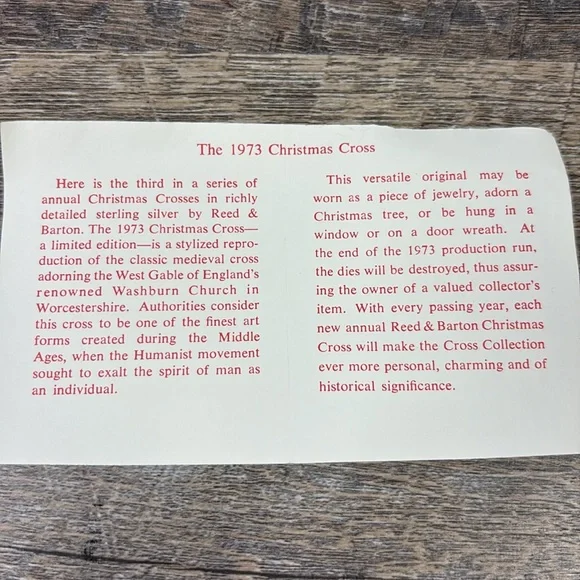 The 1973 Christmas Cross
Here is the third in a series of
annual Christmas Crosses in richly
detailed sterling silver by Reed &
Barton. The 1973 Christmas Cross—
a limited edition—is a stylized repro-
duction of the classic medieval cross
adorning the West Gable of England's
renowned Washburn Church in
Worcestershire. Authorities consider
this cross to be one of the finest art
forms created during the Middle
Ages, when the Humanist movement
sought to exalt the spirit of man as
an individual.
This versatile original may be
worn as a piece of jewelry, adorn a
Christmas tree, or be hung in a
window or on a door wreath. At
the end of the 1973 production run,
the dies will be destroyed, thus assur-
ing the owner of a valued collector's
item. With every passing year, each
new annual Reed & Barton Christmas
Cross will make the Cross Collection
ever more personal, charming and of
historical significance.